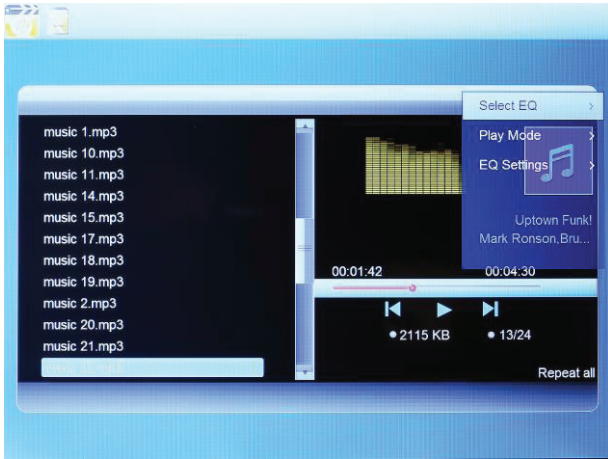 music 1.mp3
music 10.mp3
music 11.mp3
music 14.mp3
music 15.mp3
music 17.mp3
music 18.mp3
music 19.mp3
music 2.mp3
music 20.mp3
music 21.mp3
Select EQ >
Play Mode >
EQ Settings >
Uptown Funk!
Mark Ronson,Bru...
00:01:42 00:04:30
2115 KB 13/24
Repeat all